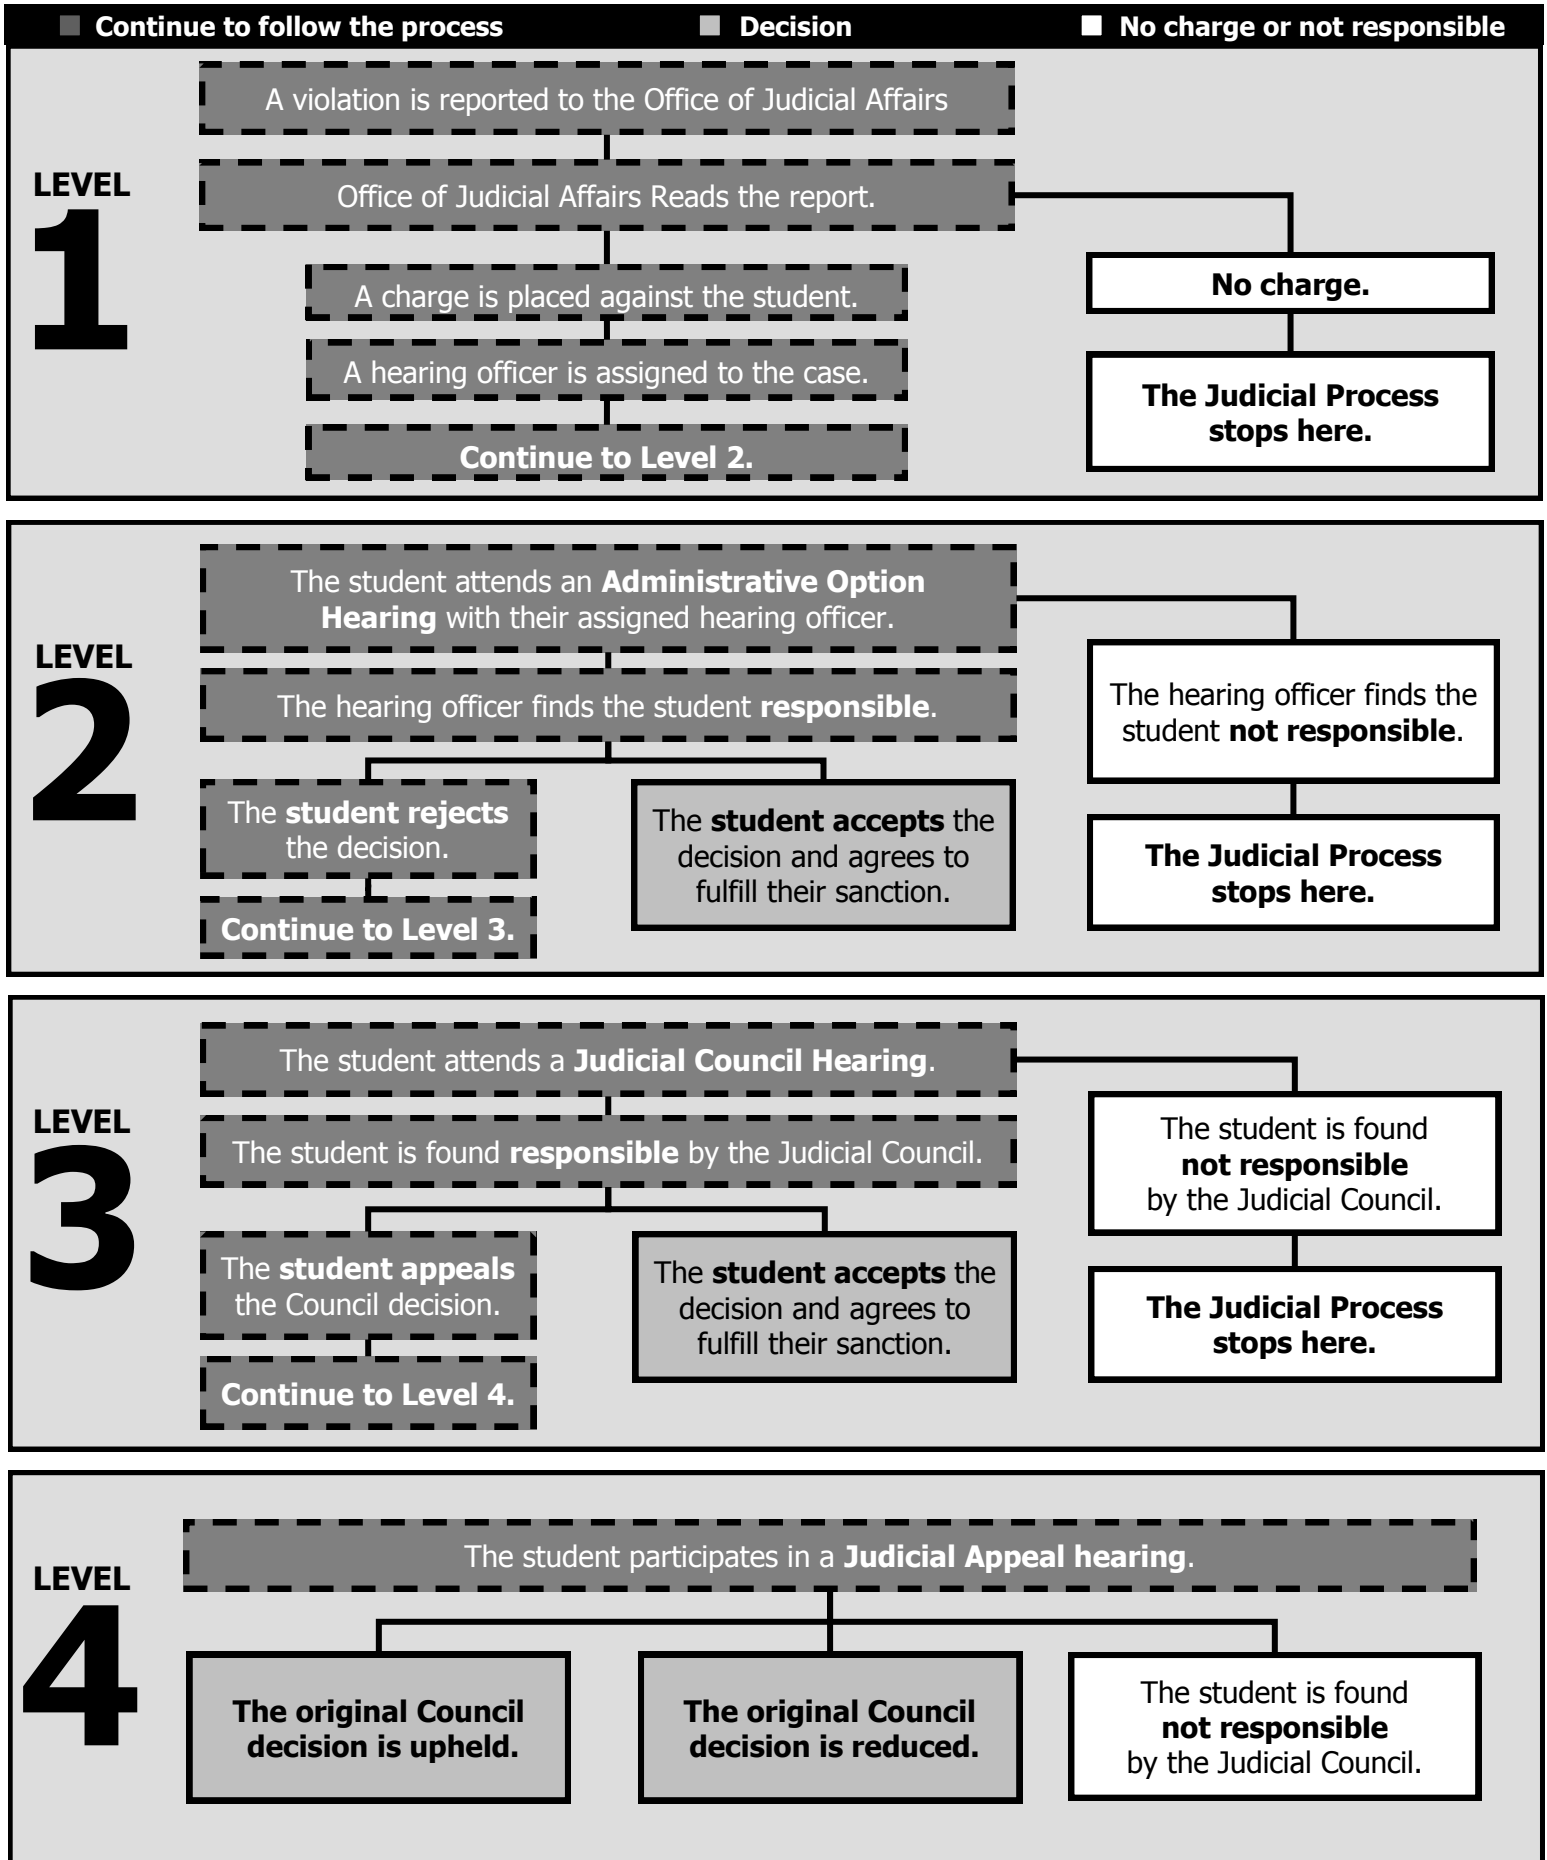 Continue to follow the process
Decision
No charge or not responsible
LEVEL
1
A violation is reported to the Office of Judicial Affairs
Office of Judicial Affairs Reads the report.
A charge is placed against the student.
A hearing officer is assigned to the case.
Continue to Level 2.
No charge.
The Judicial Process
stops here.
LEVEL
2
The student attends an Administrative Option
Hearing with their assigned hearing officer.
The hearing officer finds the student responsible.
The student rejects
the decision.
Continue to Level 3.
The student accepts the
decision and agrees to
fulfill their sanction.
The hearing officer finds the
student not responsible.
The Judicial Process
stops here.
LEVEL
3
The student attends a Judicial Council Hearing.
The student is found responsible by the Judicial Council.
The student appeals
the Council decision.
Continue to Level 4.
The student accepts the
decision and agrees to
fulfill their sanction.
The student is found
not responsible
by the Judicial Council.
The Judicial Process
stops here.
LEVEL
4
The student participates in a Judicial Appeal hearing.
The original Council
decision is upheld.
The original Council
decision is reduced.
The student is found
not responsible
by the Judicial Council.